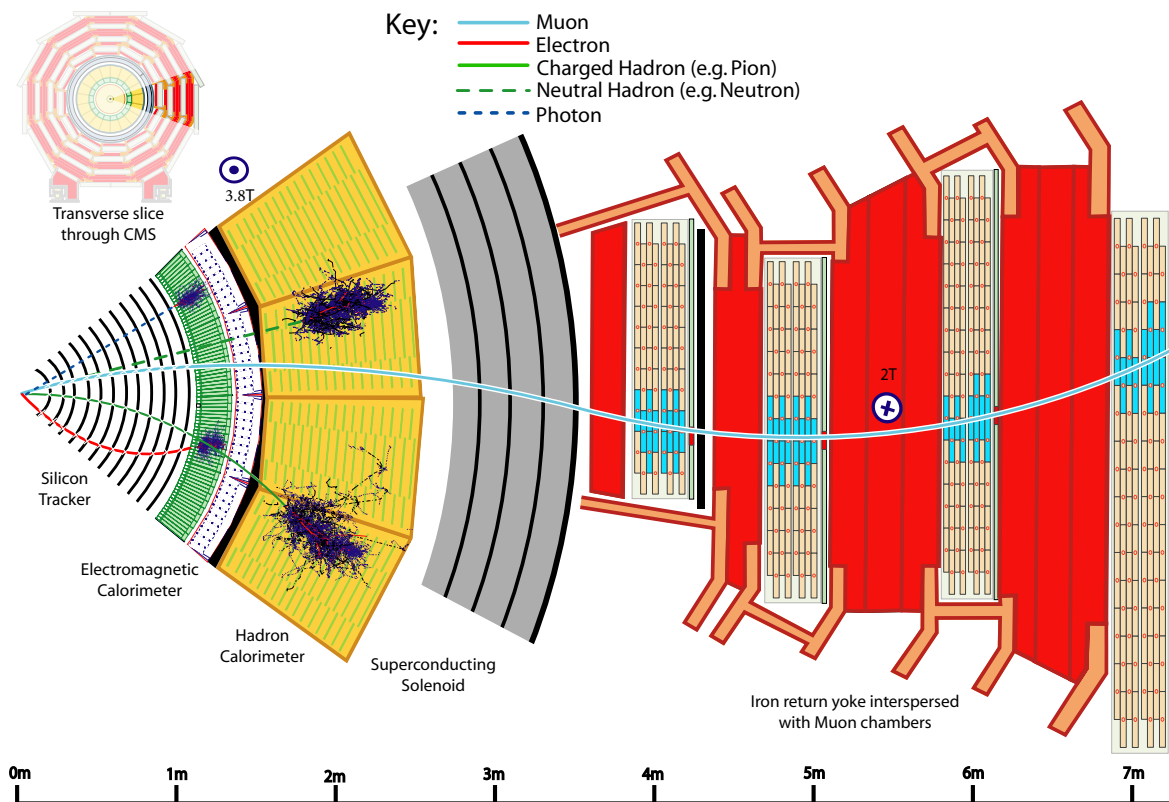 Key:
Muon
Electron
Charged Hadron (e.g. Pion)
Neutral Hadron (e.g. Neutron)
Photon
Transverse slice
through CMS
3.8T
2T
Silicon
Tracker
Electromagnetic
Calorimeter
Hadron
Calorimeter
Superconducting
Solenoid
Iron return yoke interspersed
with Muon chambers
0m 1m 2m 3m 4m 5m 6m 7m